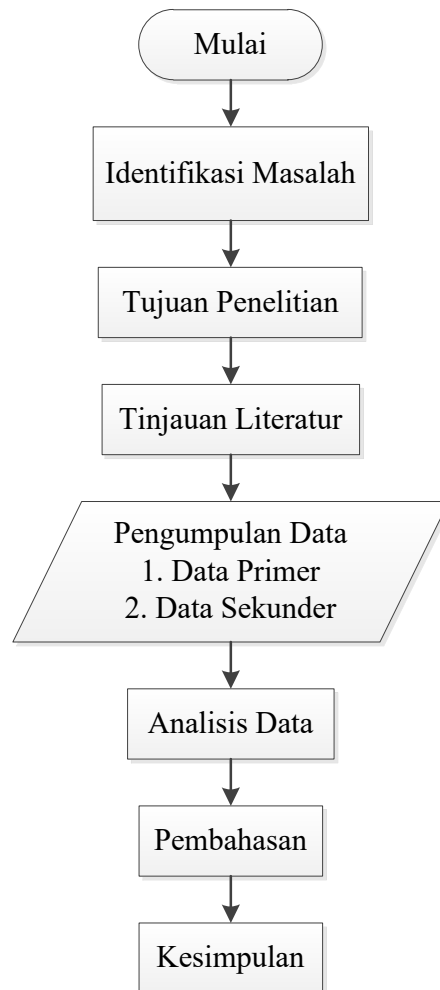 Mulai
Identifikasi Masalah
Tujuan Penelitian
Tinjauan Literatur
Pengumpulan Data
1. Data Primer
2. Data Sekunder
Analisis Data
Pembahasan
Kesimpulan